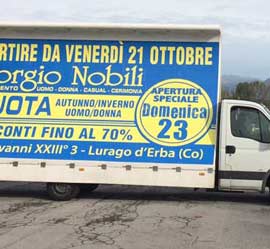 RTIRE DA VENERDÌ 21 OTTOBRE
orgio Nobili
MENTO UOMO - DONNA - CASUAL - CERIMONIA
UOTA AUTUNNO/INVERNO
UOMO/DONNA
APERTURA
SPECIALE
Domenica
23
CONTI FINO AL 70%
vanni XXIII° 3 - Lurago d'Erba (Co)